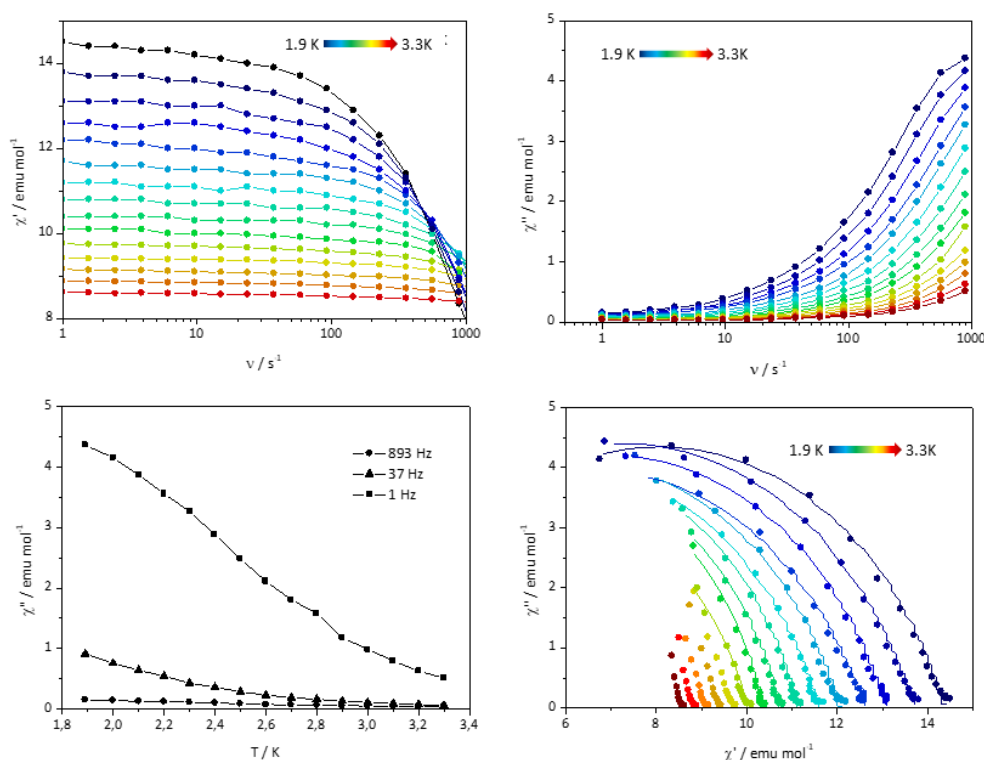 14
12
10
8
χ' / emu mol⁻¹
1.9 K
3.3K
:
1
10
100
1000
ν / s⁻¹
5
4
3
2
1
0
χ'' / emu mol⁻¹
1.9 K
3.3K
1
10
100
1000
ν / s⁻¹
5
4
3
2
1
0
χ'' / emu mol⁻¹
893 Hz
37 Hz
1 Hz
1,8
2,0
2,2
2,4
2,6
2,8
3,0
3,2
3,4
T / K
5
4
3
2
1
0
χ'' / emu mol⁻¹
1.9 K
3.3K
6
8
10
12
14
χ' / emu mol⁻¹